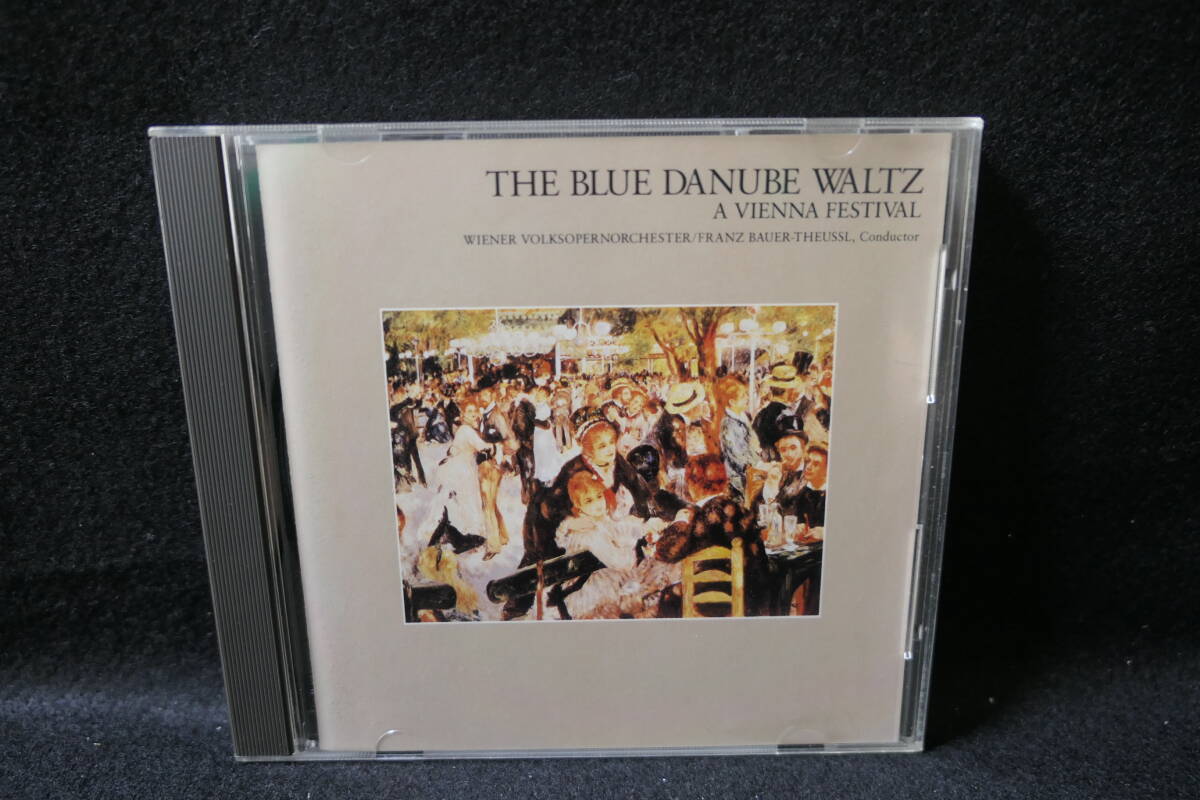 THE BLUE DANUBE WALTZ
A VIENNA FESTIVAL
WIENER VOLKSOPERNORCHESTER/FRANZ BAUER-THEUSSL, Conductor